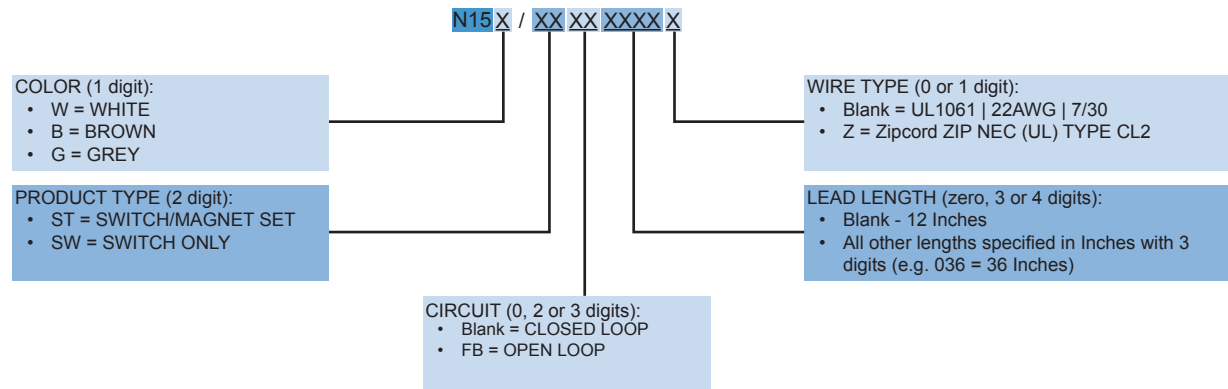 N15 X / XX XX XXXX X
COLOR (1 digit):
• W = WHITE
• B = BROWN
• G = GREY
WIRE TYPE (0 or 1 digit):
• Blank = UL1061 | 22AWG | 7/30
• Z = Zipcord ZIP NEC (UL) TYPE CL2
PRODUCT TYPE (2 digit):
• ST = SWITCH/MAGNET SET
• SW = SWITCH ONLY
LEAD LENGTH (zero, 3 or 4 digits):
• Blank - 12 Inches
• All other lengths specified in Inches with 3
digits (e.g. 036 = 36 Inches)
CIRCUIT (0, 2 or 3 digits):
• Blank = CLOSED LOOP
• FB = OPEN LOOP